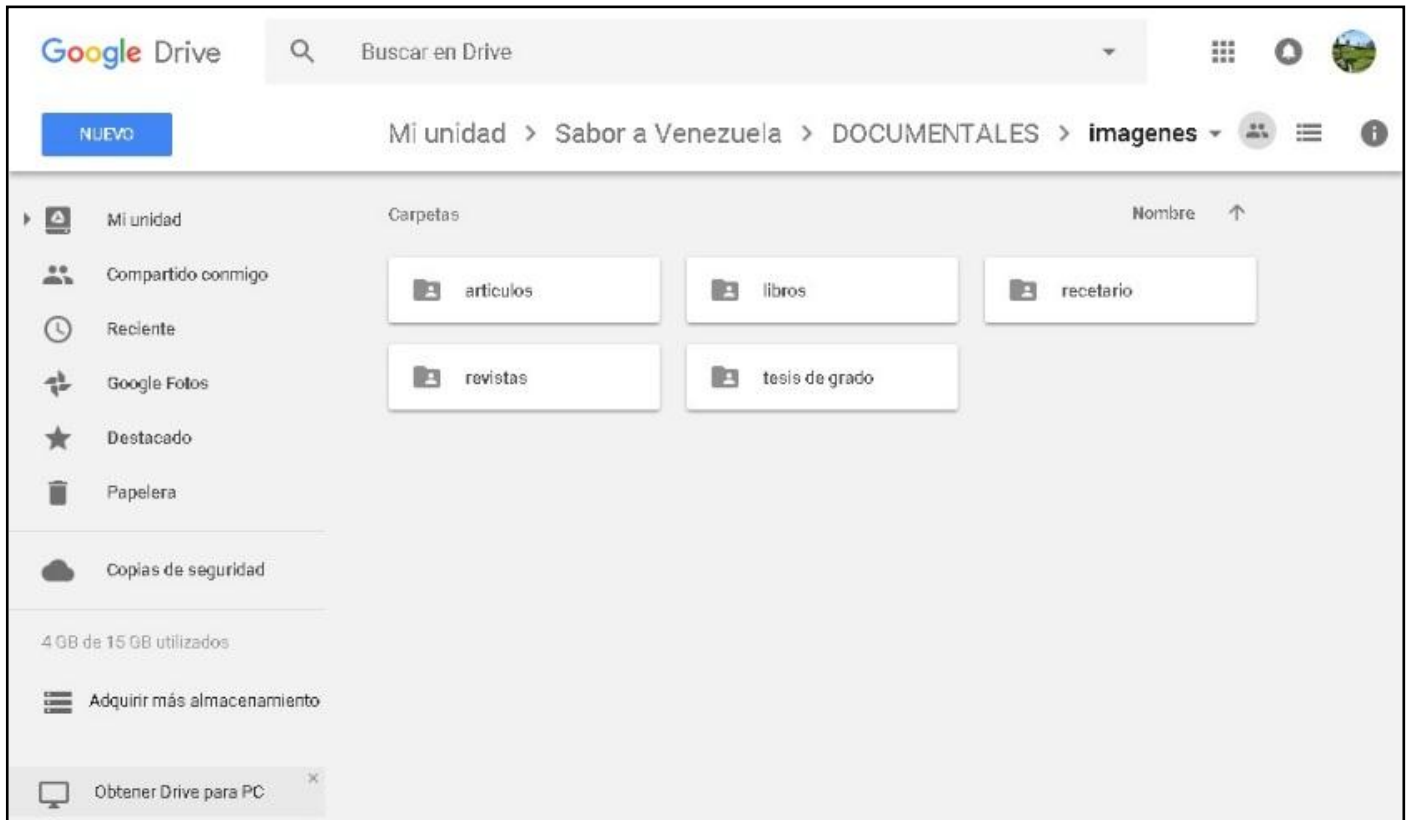 Google Drive
Buscar en Drive
NUEVO
Mi unidad > Sabor a Venezuela > DOCUMENTALES > imagenes
Mi unidad
Compartido conmigo
Reciente
Google Fotos
Destacado
Papelera
Copias de seguridad
4 GB de 15 GB utilizados
Adquirir más almacenamiento
Obtener Drive para PC
Carpetas
Nombre
articulos
libros
recetario
revistas
tesis de grado